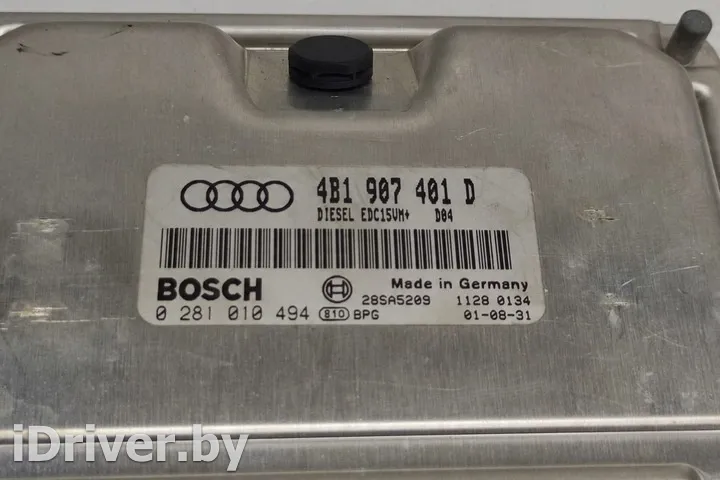 4B1 907 401 D
DIESEL EDC15VM+ D04
BOSCH
Made in Germany
28SA5209 1128 0134
0 281 010 494 810 BPG 01-08-31
iDriver.by